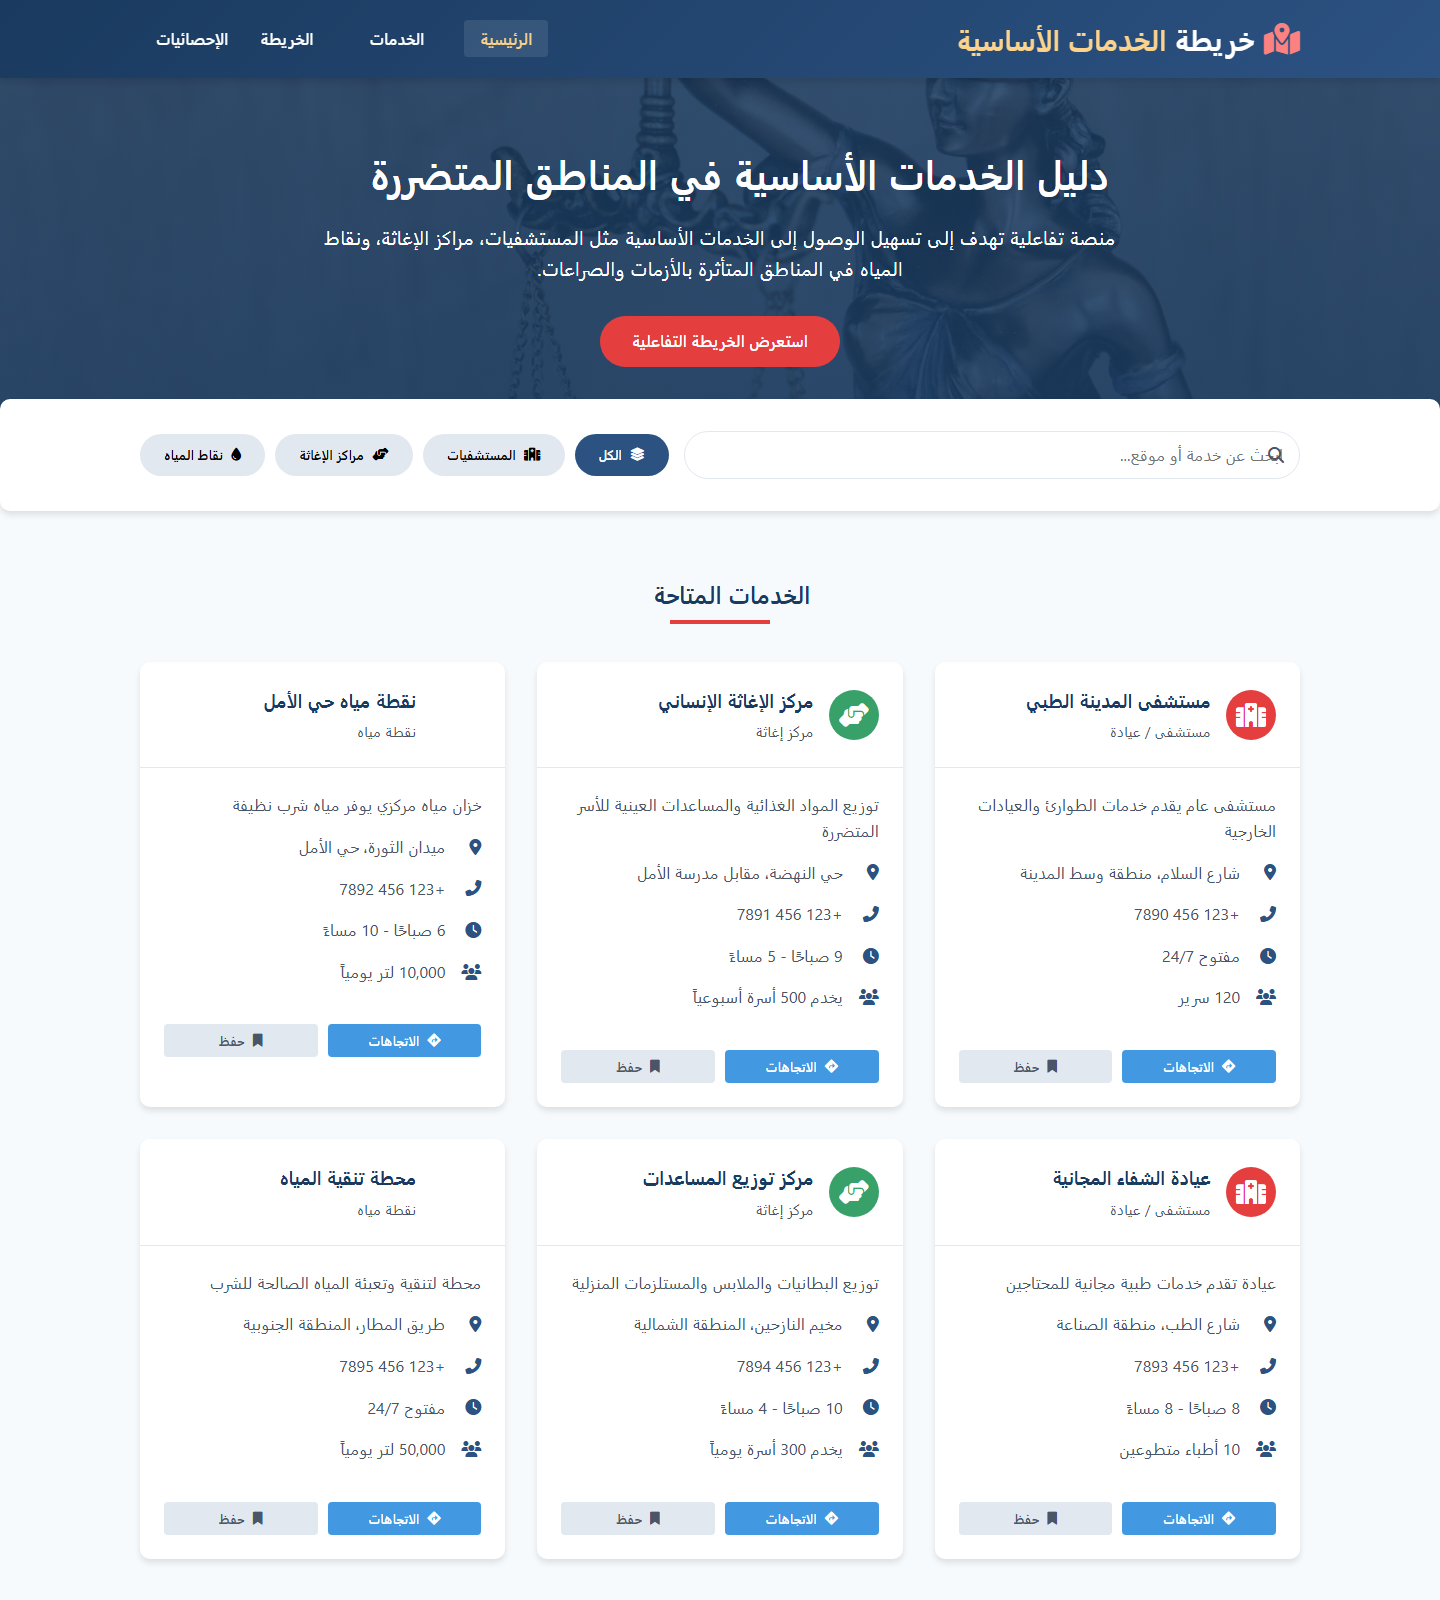 خريطة الخدمات الأساسية
الرئيسية
الخدمات
الخريطة
الإحصائيات
دليل الخدمات الأساسية في المناطق المتضررة
منصة تفاعلية تهدف إلى تسهيل الوصول إلى الخدمات الأساسية مثل المستشفيات، مراكز الإغاثة، ونقاط
المياه في المناطق المتأثرة بالأزمات والصراعات.
استعرض الخريطة التفاعلية
ابحث عن خدمة أو موقع...
الكل
المستشفيات
مراكز الإغاثة
نقاط المياه
الخدمات المتاحة
مستشفى المدينة الطبي
مستشفى / عيادة
مستشفى عام يقدم خدمات الطوارئ والعيادات
الخارجية
شارع السلام، منطقة وسط المدينة
+123 456 7890
مفتوح 24/7
120 سرير
الاتجاهات
حفظ
مركز الإغاثة الإنساني
مركز إغاثة
توزيع المواد الغذائية والمساعدات العينية للأسر
المتضررة
حي النهضة، مقابل مدرسة الأمل
+123 456 7891
9 صباحًا - 5 مساءً
يخدم 500 أسرة أسبوعياً
الاتجاهات
حفظ
نقطة مياه حي الأمل
نقطة مياه
خزان مياه مركزي يوفر مياه شرب نظيفة
ميدان الثورة، حي الأمل
+123 456 7892
6 صباحًا - 10 مساءً
10,000 لتر يومياً
الاتجاهات
حفظ
عيادة الشفاء المجانية
مستشفى / عيادة
عيادة تقدم خدمات طبية مجانية للمحتاجين
شارع الطب، منطقة الصناعة
+123 456 7893
8 صباحًا - 8 مساءً
10 أطباء متطوعين
الاتجاهات
حفظ
مركز توزيع المساعدات
مركز إغاثة
توزيع البطانيات والملابس والمستلزمات المنزلية
مخيم النازحين، المنطقة الشمالية
+123 456 7894
10 صباحًا - 4 مساءً
يخدم 300 أسرة يومياً
الاتجاهات
حفظ
محطة تنقية المياه
نقطة مياه
محطة لتنقية وتعبئة المياه الصالحة للشرب
طريق المطار، المنطقة الجنوبية
+123 456 7895
مفتوح 24/7
50,000 لتر يومياً
الاتجاهات
حفظ